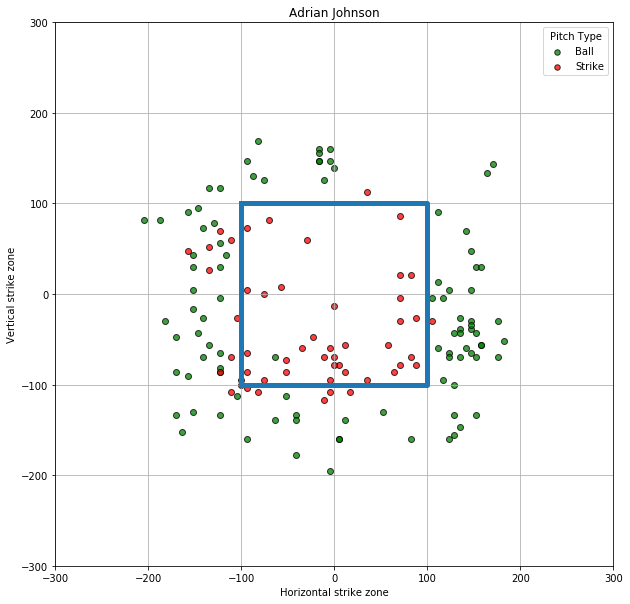 Adrian Johnson
Pitch Type
Ball
Strike
Vertical strike zone
300
200
100
0
−100
−200
−300
−300
−200
−100
0
100
200
300
Horizontal strike zone